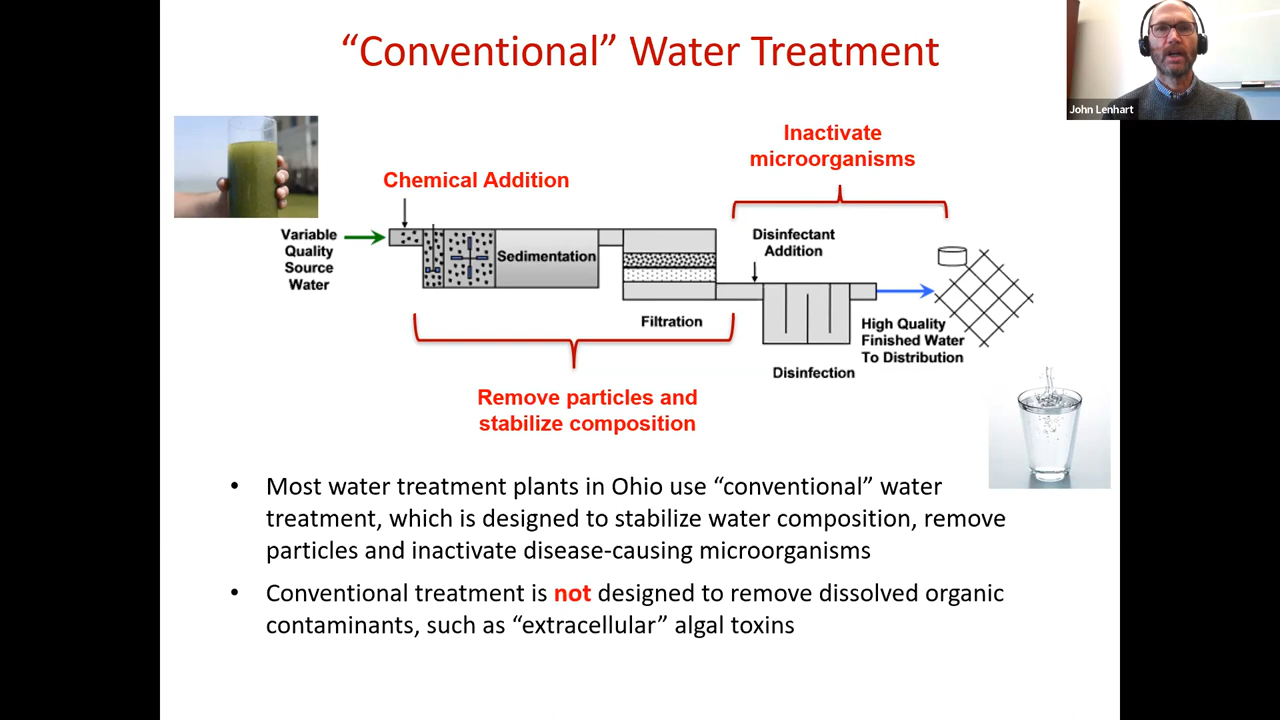 “Conventional” Water Treatment
John Lenhart
Inactivate
microorganisms
Chemical Addition
Variable
Quality
Source
Water
Sedimentation
Disinfectant
Addition
Filtration
High Quality
Finished Water
To Distribution
Disinfection
Remove particles and
stabilize composition
• Most water treatment plants in Ohio use “conventional” water
treatment, which is designed to stabilize water composition, remove
particles and inactivate disease-causing microorganisms
• Conventional treatment is not designed to remove dissolved organic
contaminants, such as “extracellular” algal toxins